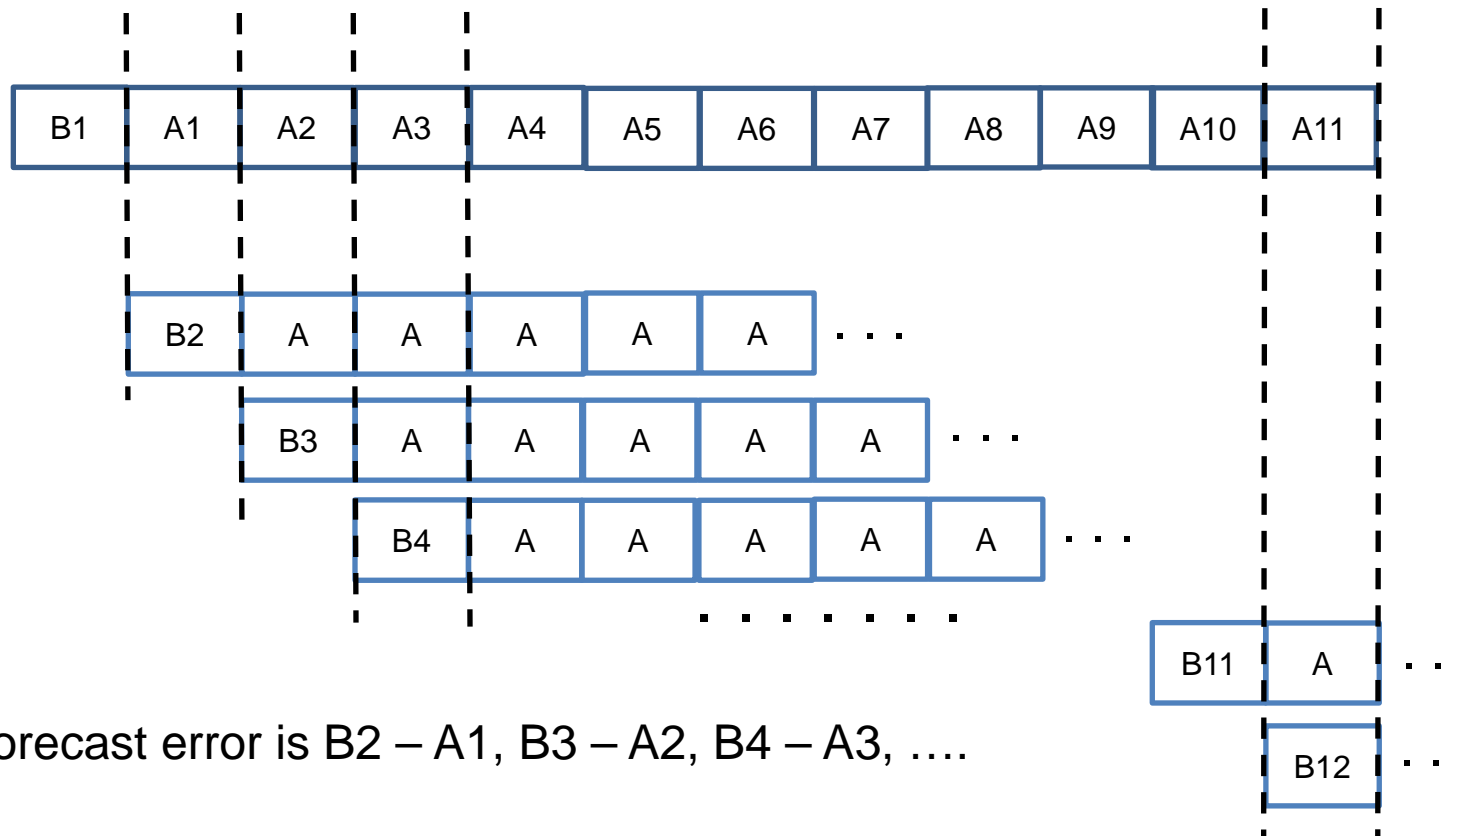 B1 A1 A2 A3 A4 A5 A6 A7 A8 A9 A10 A11
B2 A A A A A . . .
B3 A A A A A . . .
B4 A A A A A . . .
. . . . . . .
B11 A . .
orecast error is B2 – A1, B3 – A2, B4 – A3, ….
B12 . .